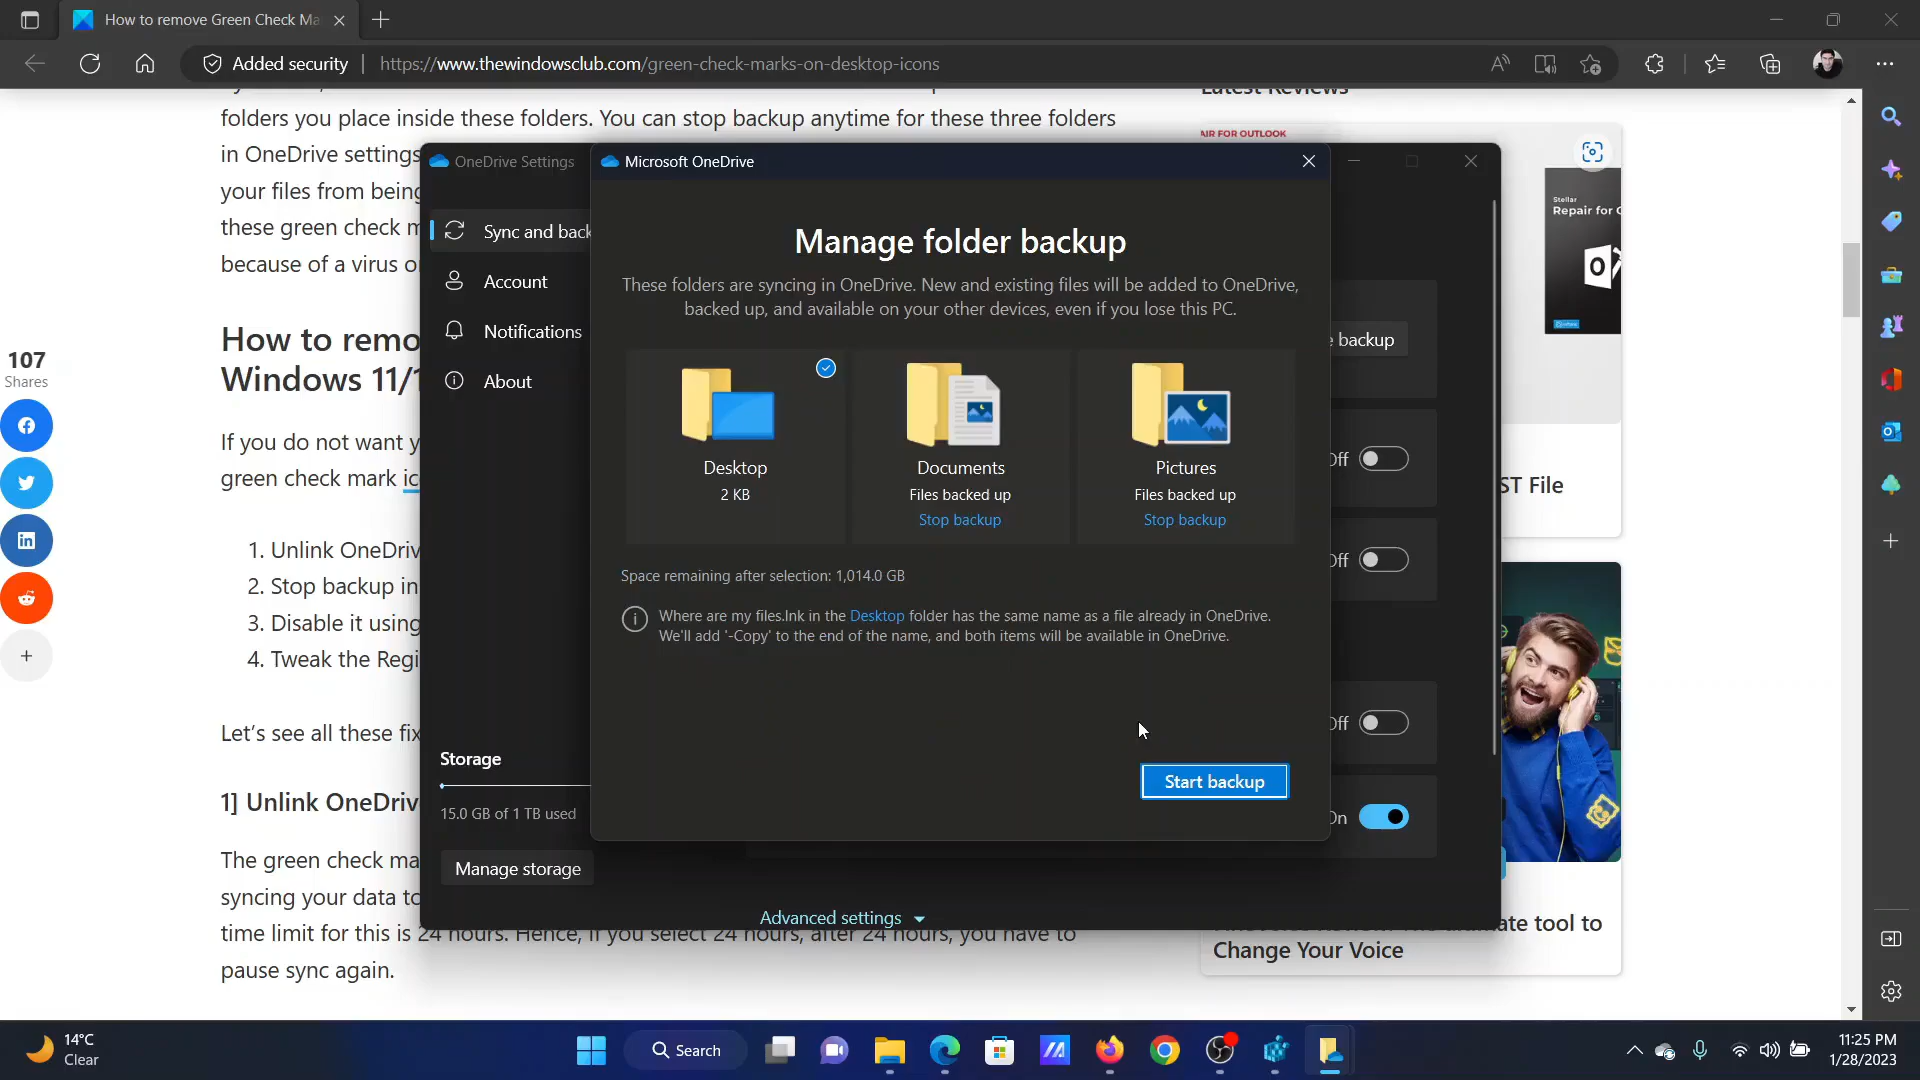 How to remove Green Check Ma
Added security
https://www.thewindowsclub.com/green-check-marks-on-desktop-icons
folders you place inside these folders. You can stop backup anytime for these three folders
in OneDrive settings
your files from being
these green check m
because of a virus o
How to remo
Windows 11/1
If you do not want y
green check mark ic
1. Unlink OneDriv
2. Stop backup in
3. Disable it using
4. Tweak the Regi
Let's see all these fix
1] Unlink OneDriv
The green check ma
syncing your data to
time limit for this is 24 hours. Hence, if you select 24 hours, after 24 hours, you have to
pause sync again.
107
Shares
OneDrive Settings
Sync and back
Account
Notifications
About
Storage
15.0 GB of 1 TB used
Manage storage
Advanced settings
Microsoft OneDrive
Manage folder backup
These folders are syncing in OneDrive. New and existing files will be added to OneDrive,
backed up, and available on your other devices, even if you lose this PC.
Desktop
2 KB
Documents
Files backed up
Stop backup
Pictures
Files backed up
Stop backup
Space remaining after selection: 1,014.0 GB
Where are my files.lnk in the Desktop folder has the same name as a file already in OneDrive.
We'll add '-Copy' to the end of the name, and both items will be available in OneDrive.
Start backup
e backup
Off
Off
Off
On
Latest Reviews
AIR FOR OUTLOOK
Stellar
Repair for O
ST File
ate tool to
Change Your Voice
14°C
Clear
Search
11:25 PM
1/28/2023